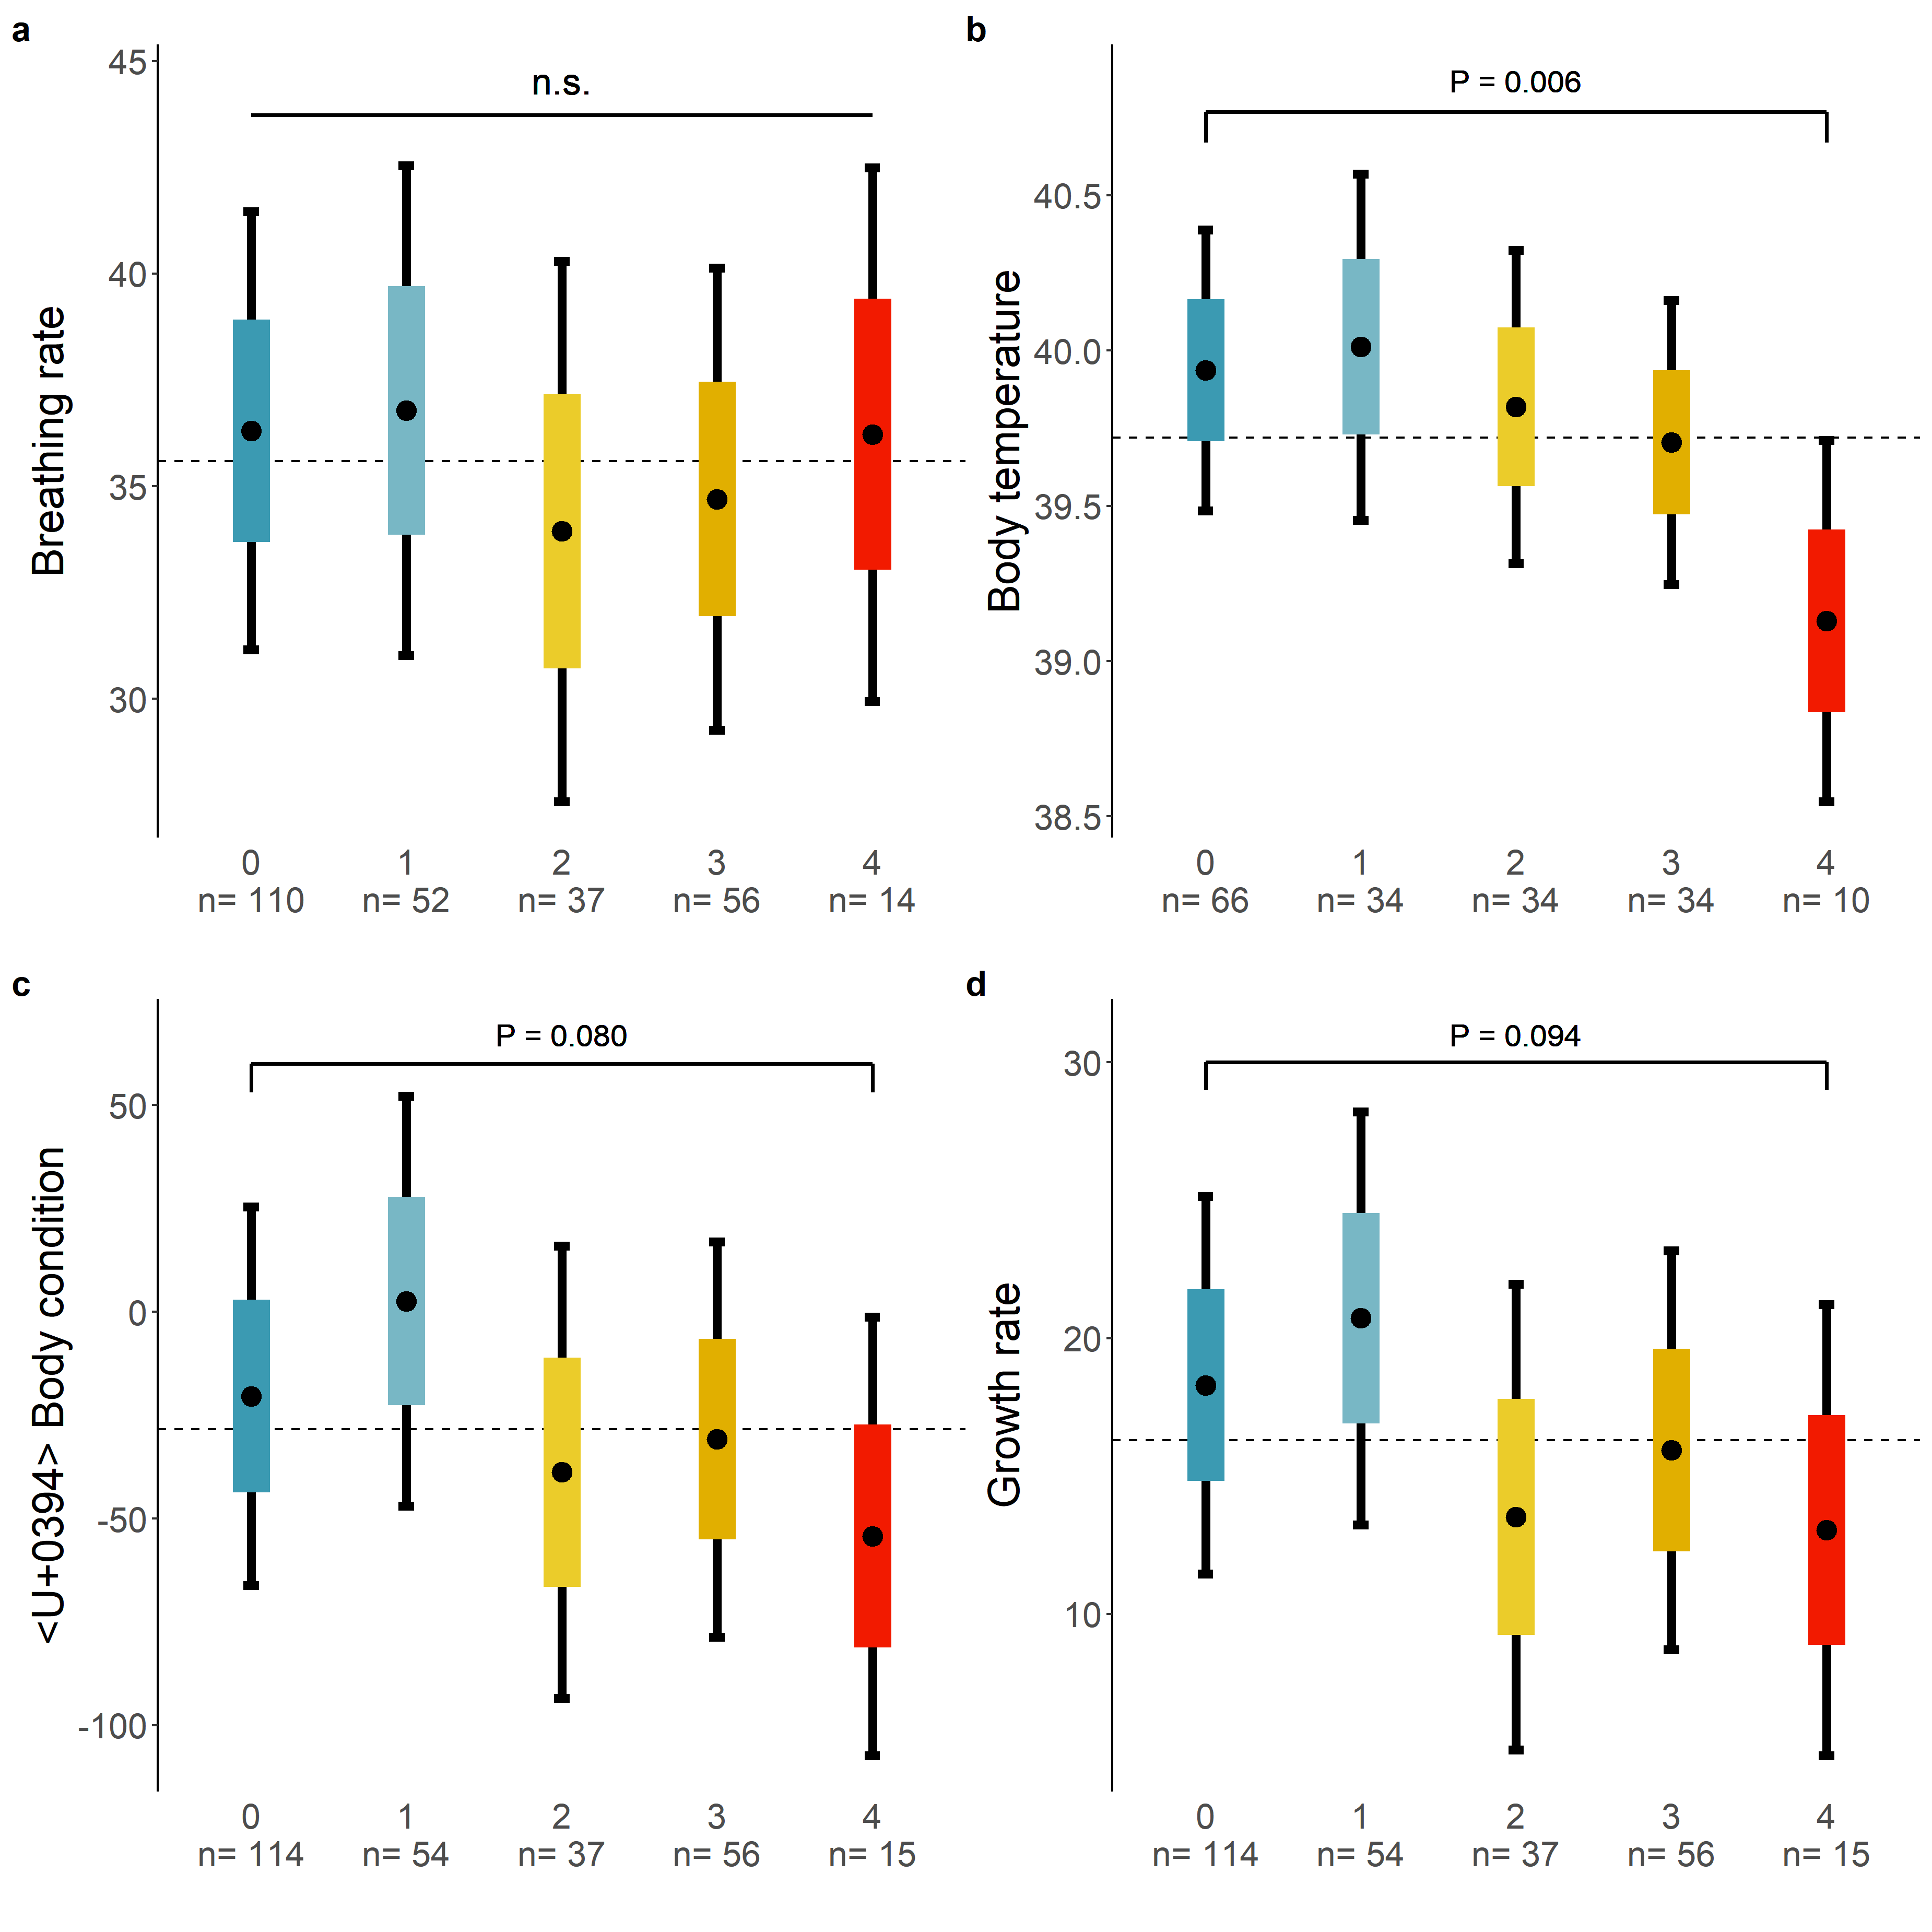 a
45
n.s.
40
35
30
Breathing rate
0 1 2 3 4
n= 110 n= 52 n= 37 n= 56 n= 14
b
P = 0.006
40.5
40.0
39.5
39.0
38.5
Body temperature
0 1 2 3 4
n= 66 n= 34 n= 34 n= 34 n= 10
c
P = 0.080
50
0
-50
-100
<U+0394> Body condition
0 1 2 3 4
n= 114 n= 54 n= 37 n= 56 n= 15
d
P = 0.094
30
20
10
Growth rate
0 1 2 3 4
n= 114 n= 54 n= 37 n= 56 n= 15